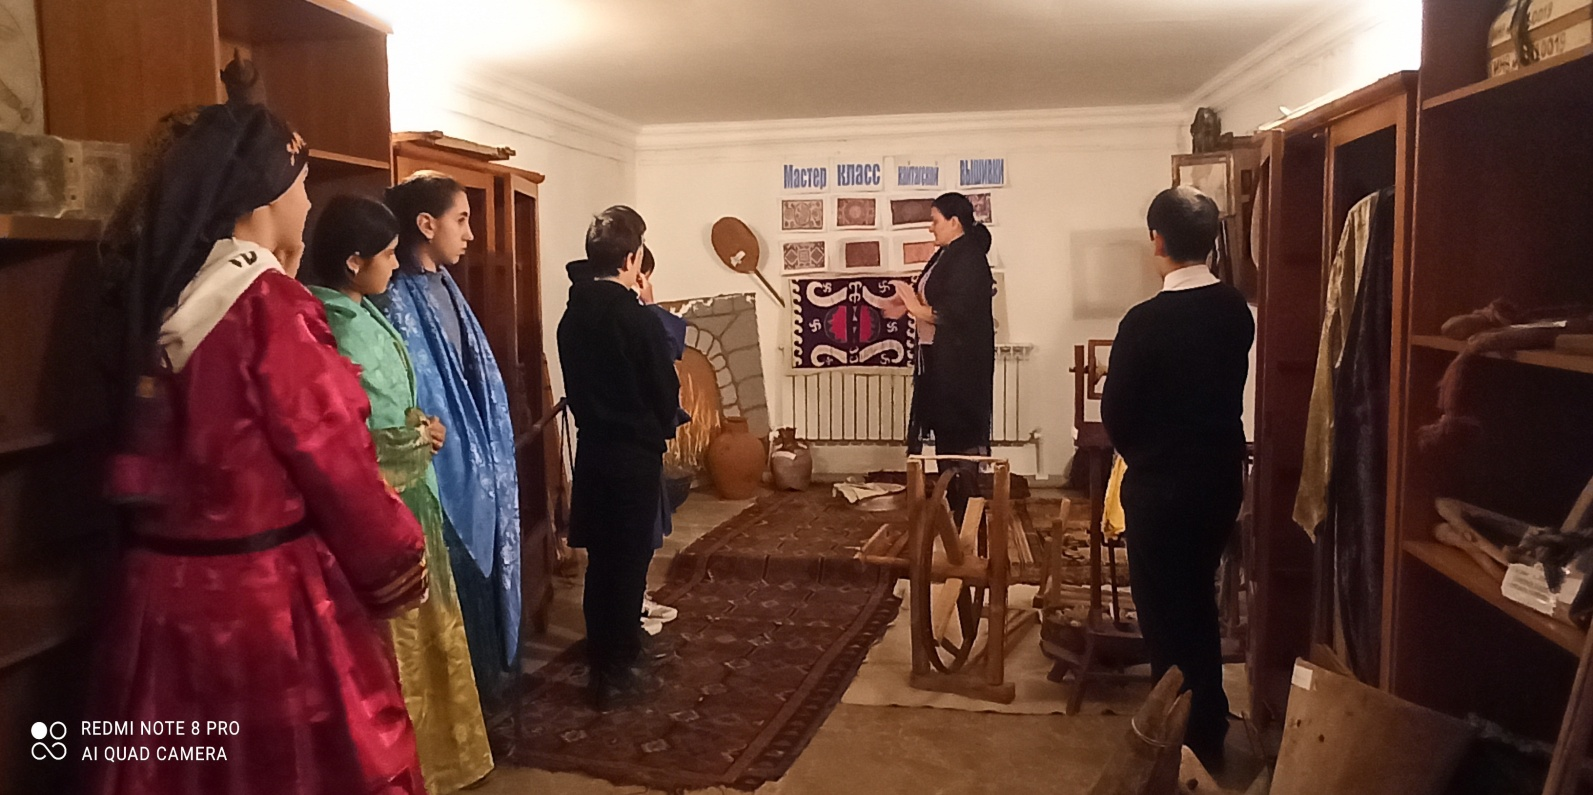 Мастер класс кайтагской вышивки
REDMI NOTE 8 PRO
AI QUAD CAMERA